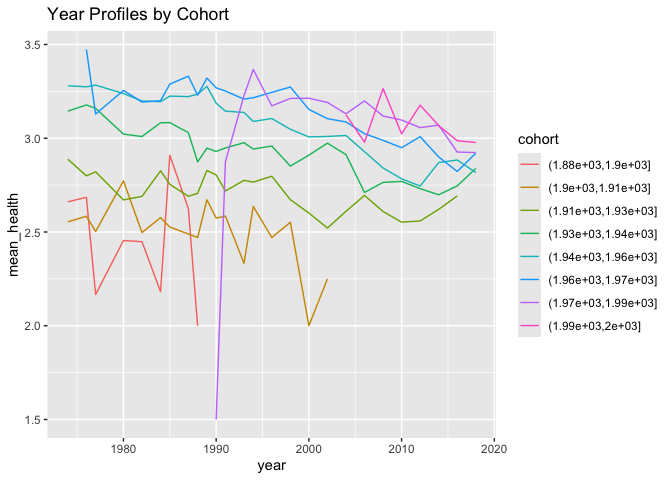 Year Profiles by Cohort
3.5
3.0
2.5
2.0
1.5
mean_health
1980
1990
2000
2010
2020
year
cohort
(1.88e+03,1.9e+03]
(1.9e+03,1.91e+03]
(1.91e+03,1.93e+03]
(1.93e+03,1.94e+03]
(1.94e+03,1.96e+03]
(1.96e+03,1.97e+03]
(1.97e+03,1.99e+03]
(1.99e+03,2e+03]